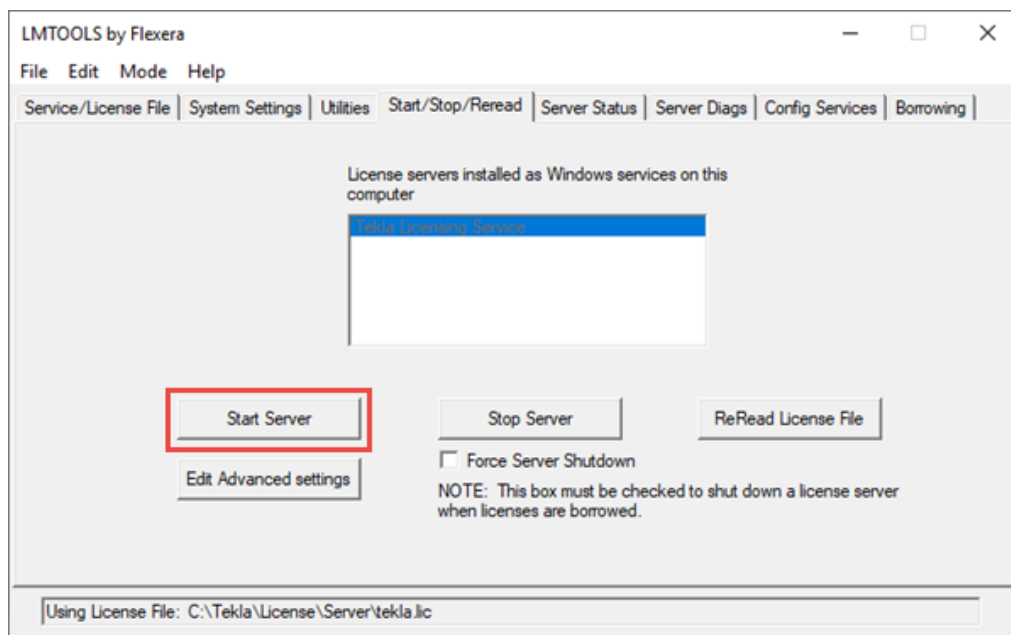 LMTOOLS by Flexera
File Edit Mode Help
Service/License File System Settings Utilities Start/Stop/Reread Server Status Server Diags Config Services Borrowing
License servers installed as Windows services on this
computer
Tekla Licensing Service
Start Server Stop Server ReRead License File
Force Server Shutdown
Edit Advanced settings
NOTE: This box must be checked to shut down a license server
when licenses are borrowed.
Using License File: C:\Tekla\License\Server\tekla.lic